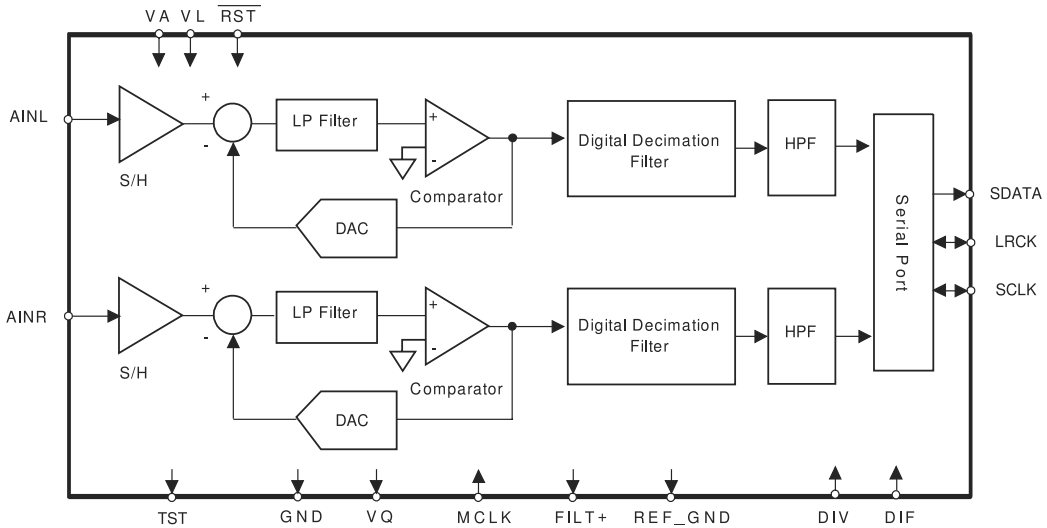 VA VL RST
AINL
+
-
S/H
LP Filter
+
-
Comparator
DAC
Digital Decimation
Filter
HPF
Serial Port
SDATA
LRCK
SCLK
AINR
+
-
S/H
LP Filter
+
-
Comparator
DAC
Digital Decimation
Filter
HPF
TST GND VQ MCLK FILT+ REF_GND DIV DIF